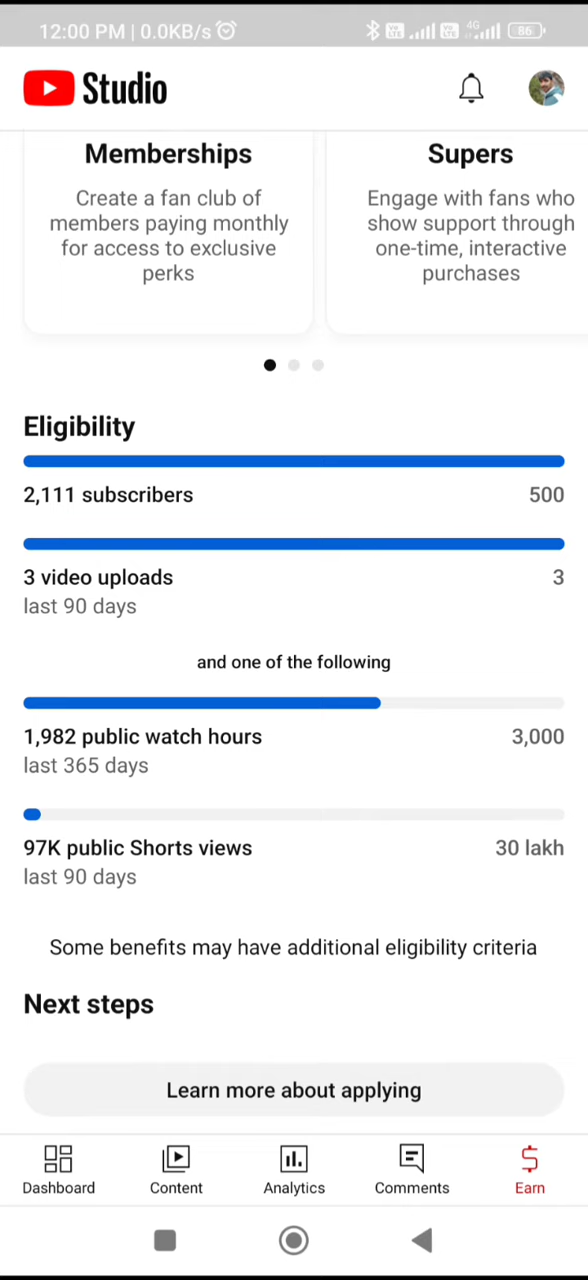 12:00 PM | 0.0KB/s
4G
86
Studio
Memberships
Create a fan club of
members paying monthly
for access to exclusive
perks
Supers
Engage with fans who
show support through
one-time, interactive
purchases
Eligibility
2,111 subscribers 500
3 video uploads 3
last 90 days
and one of the following
1,982 public watch hours 3,000
last 365 days
97K public Shorts views 30 lakh
last 90 days
Some benefits may have additional eligibility criteria
Next steps
Learn more about applying
Dashboard Content Analytics Comments Earn